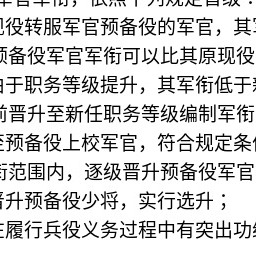 军官军衔，依照下列规定晋级：
现役转服军官预备役的军官，其军
预备役军官军衔可以比其原现役
由于职务等级提升，其军衔低于新
前晋升至新任职务等级编制军衔
至预备役上校军官，符合规定条件
衔范围内，逐级晋升预备役军官
晋升预备役少将，实行选升；
在履行兵役义务过程中有突出功绩